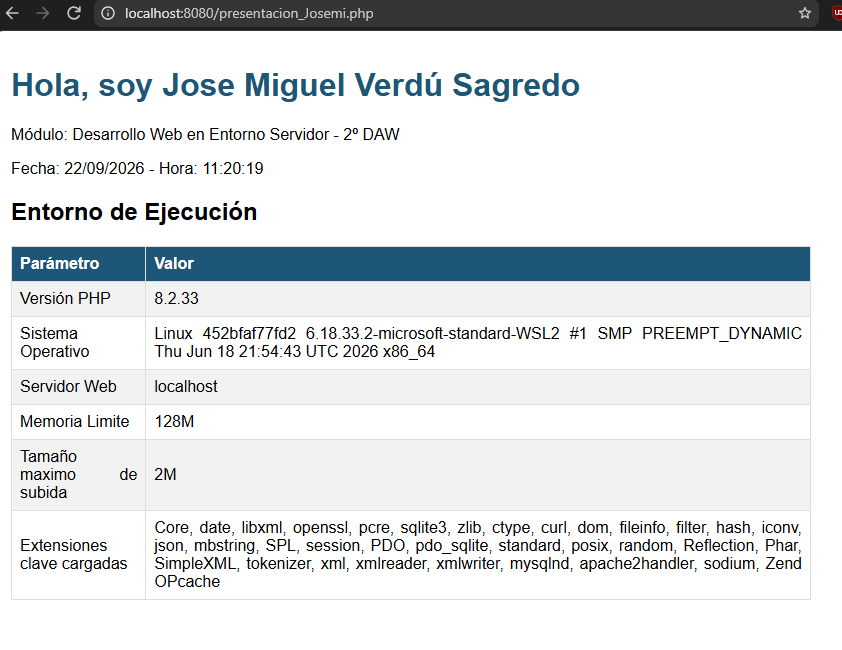 localhost:8080/presentacion_Josemi.php
Hola, soy Jose Miguel Verdú Sagredo
Módulo: Desarrollo Web en Entorno Servidor - 2º DAW
Fecha: 22/09/2026 - Hora: 11:20:19
Entorno de Ejecución
Parámetro Valor
Versión PHP 8.2.33
Sistema
Operativo
Linux 452bfaf77fd2 6.18.33.2-microsoft-standard-WSL2 #1 SMP PREEMPT_DYNAMIC
Thu Jun 18 21:54:43 UTC 2026 x86_64
Servidor Web localhost
Memoria Limite 128M
Tamaño
maximo de
subida
2M
Extensiones
clave cargadas
Core, date, libxml, openssl, pcre, sqlite3, zlib, ctype, curl, dom, fileinfo, filter, hash, iconv,
json, mbstring, SPL, session, PDO, pdo_sqlite, standard, posix, random, Reflection, Phar,
SimpleXML, tokenizer, xml, xmlreader, xmlwriter, mysqlnd, apache2handler, sodium, Zend
OPcache